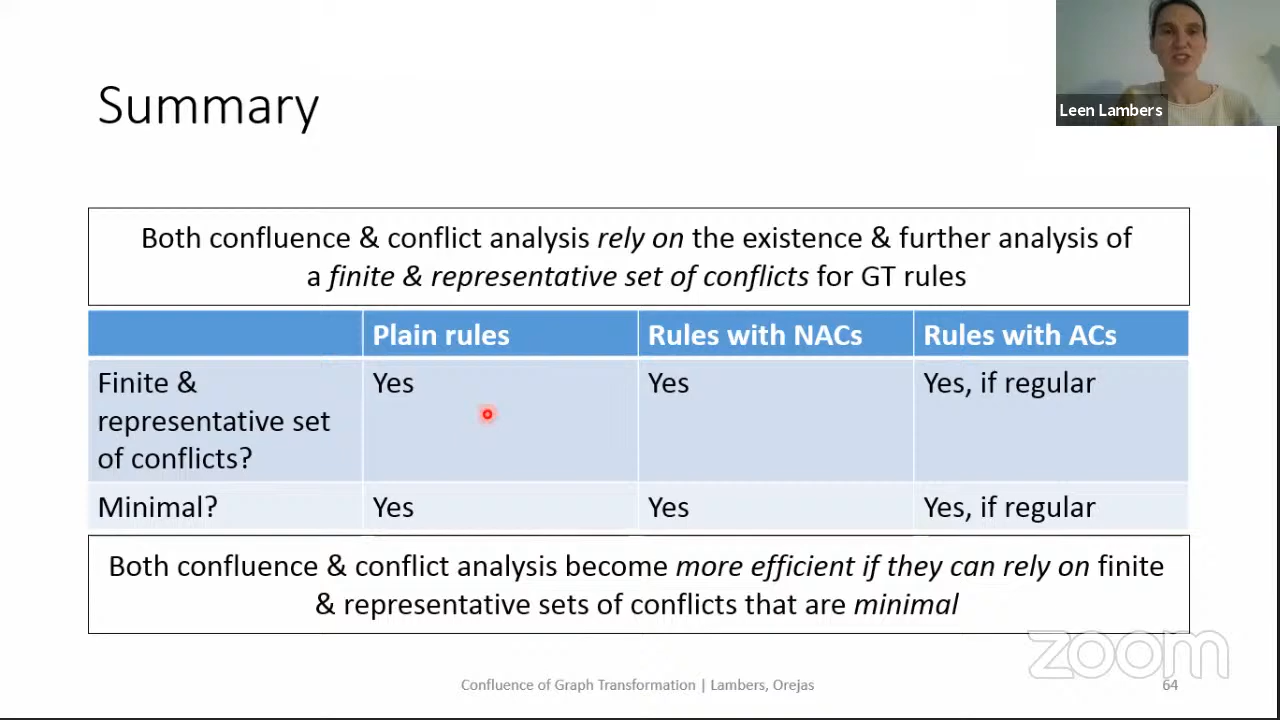 Summary
Leen Lambers
Both confluence & conflict analysis rely on the existence & further analysis of
a finite & representative set of conflicts for GT rules
Plain rules Rules with NACs Rules with ACs
Finite & Yes Yes Yes, if regular
representative set
of conflicts?
Minimal? Yes Yes Yes, if regular
Both confluence & conflict analysis become more efficient if they can rely on finite
& representative sets of conflicts that are minimal
zoom
Confluence of Graph Transformation | Lambers, Orejas 64